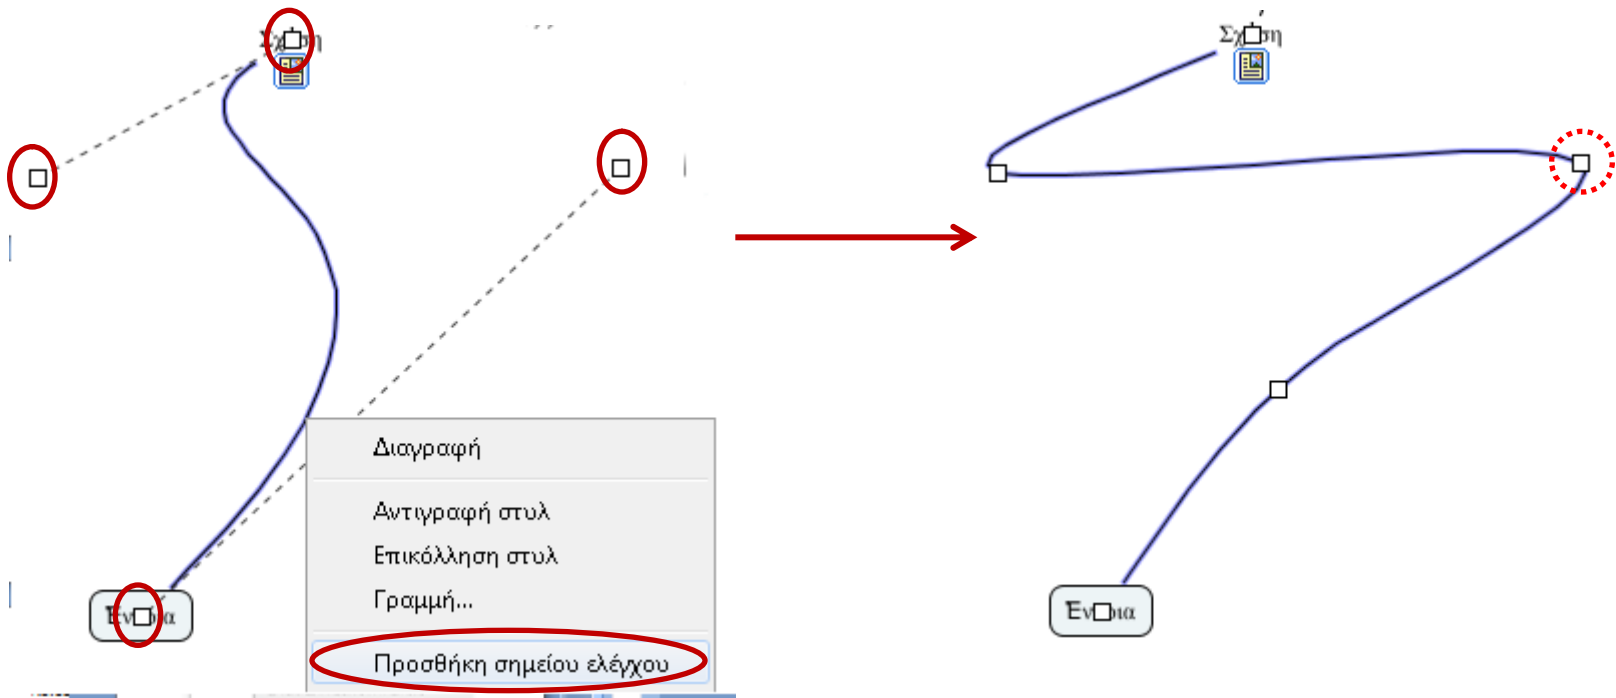 Διαγραφή
Αντιγραφή στυλ
Επικόλληση στυλ
Γραμμή...
Προσθήκη σημείου ελέγχου